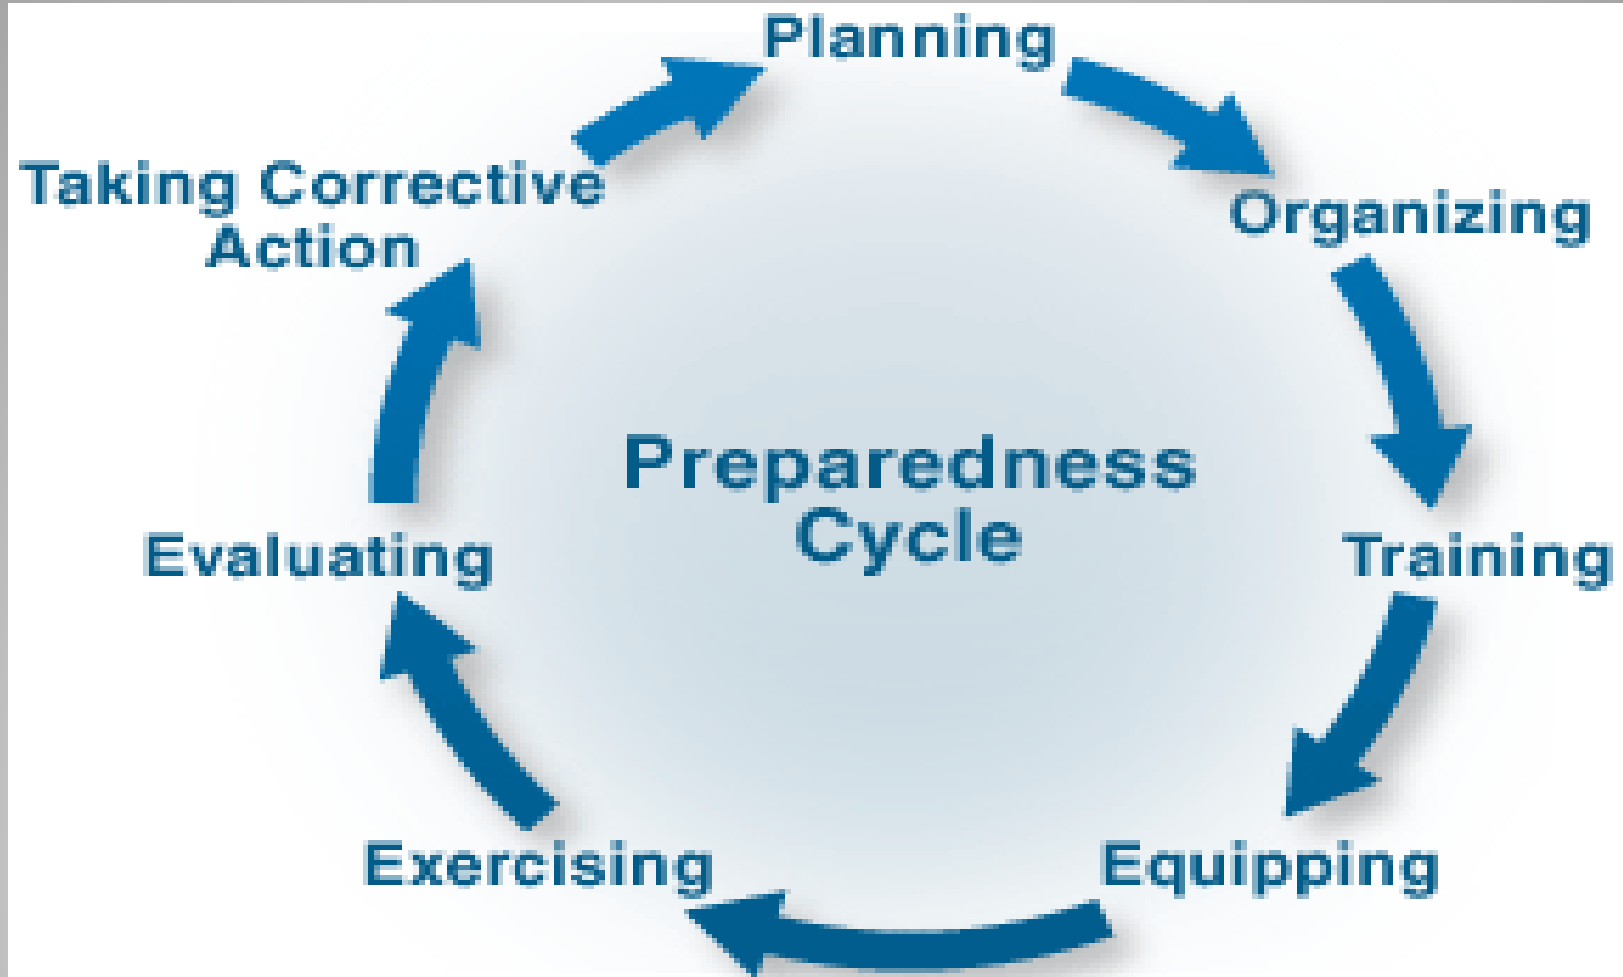 Planning
Organizing
Training
Equipping
Exercising
Evaluating
Taking Corrective
Action
Preparedness
Cycle